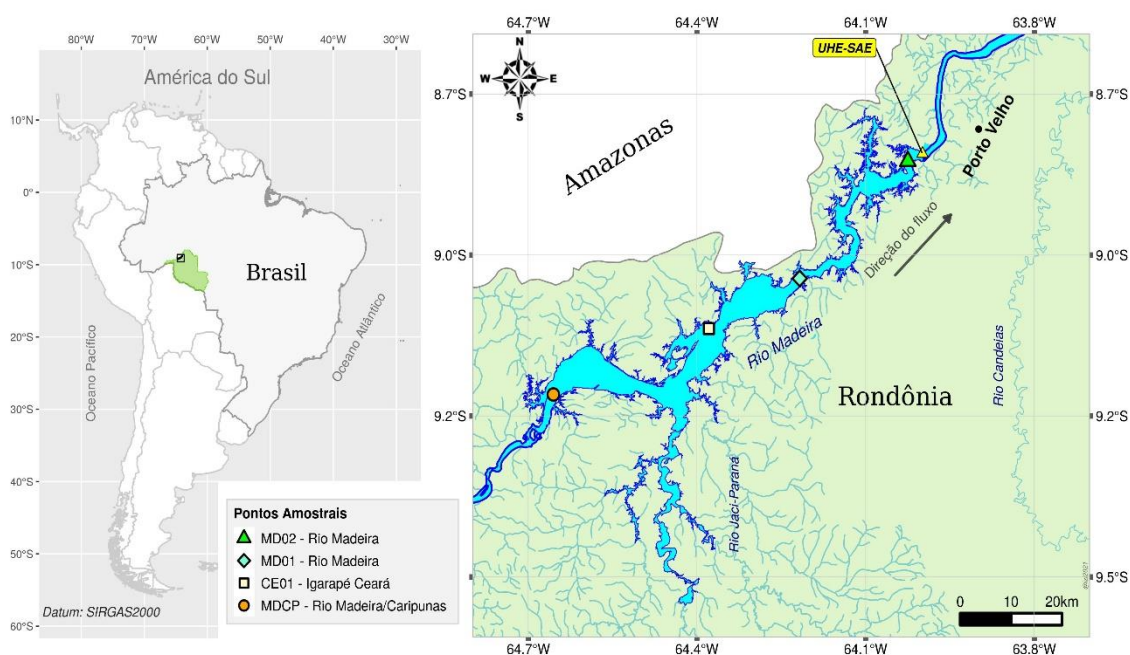 80°W 70°W 60°W 50°W 40°W 30°W
América do Sul
10°N
0°
10°S
20°S
30°S
40°S
50°S
60°S
Brasil
Oceano Pacífico
Oceano Atlântico
Datum: SIRGAS2000
Pontos Amostrais
MD02 - Rio Madeira
MD01 - Rio Madeira
CE01 - Igarapé Ceará
MDCP - Rio Madeira/Caripunas
64.7°W 64.4°W 64.1°W 63.8°W
N
W E
S
UHE-SAE
8.7°S 8.7°S
Porto Velho
Amazonas
Direção do fluxo
9.0°S 9.0°S
Rio Madeira
Rondônia
Rio Candeias
9.2°S 9.2°S
Rio Jaci-Paraná
9.5°S 9.5°S
0 10 20km
64.7°W 64.4°W 64.1°W 63.8°W